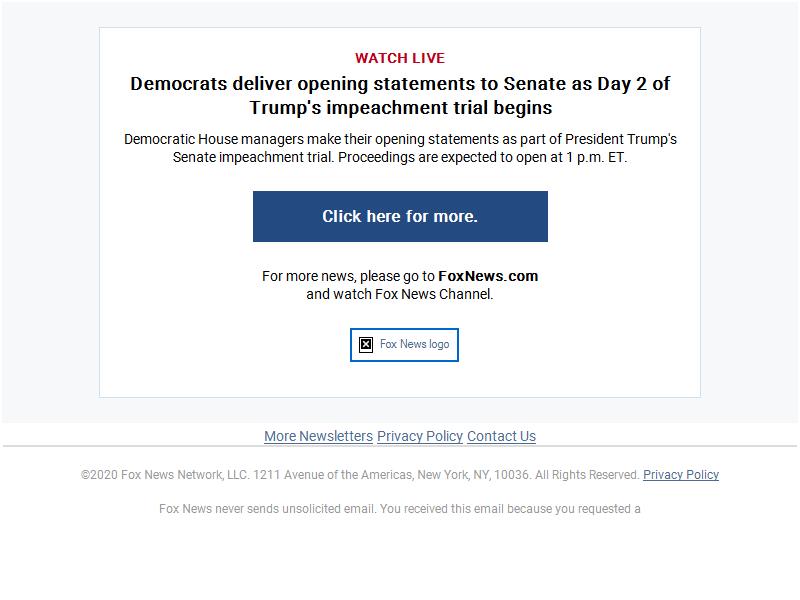 WATCH LIVE
Democrats deliver opening statements to Senate as Day 2 of
Trump's impeachment trial begins
Democratic House managers make their opening statements as part of President Trump's
Senate impeachment trial. Proceedings are expected to open at 1 p.m. ET.
Click here for more.
For more news, please go to FoxNews.com
and watch Fox News Channel.
Fox News logo
More Newsletters Privacy Policy Contact Us
©2020 Fox News Network, LLC. 1211 Avenue of the Americas, New York, NY, 10036. All Rights Reserved. Privacy Policy
Fox News never sends unsolicited email. You received this email because you requested a